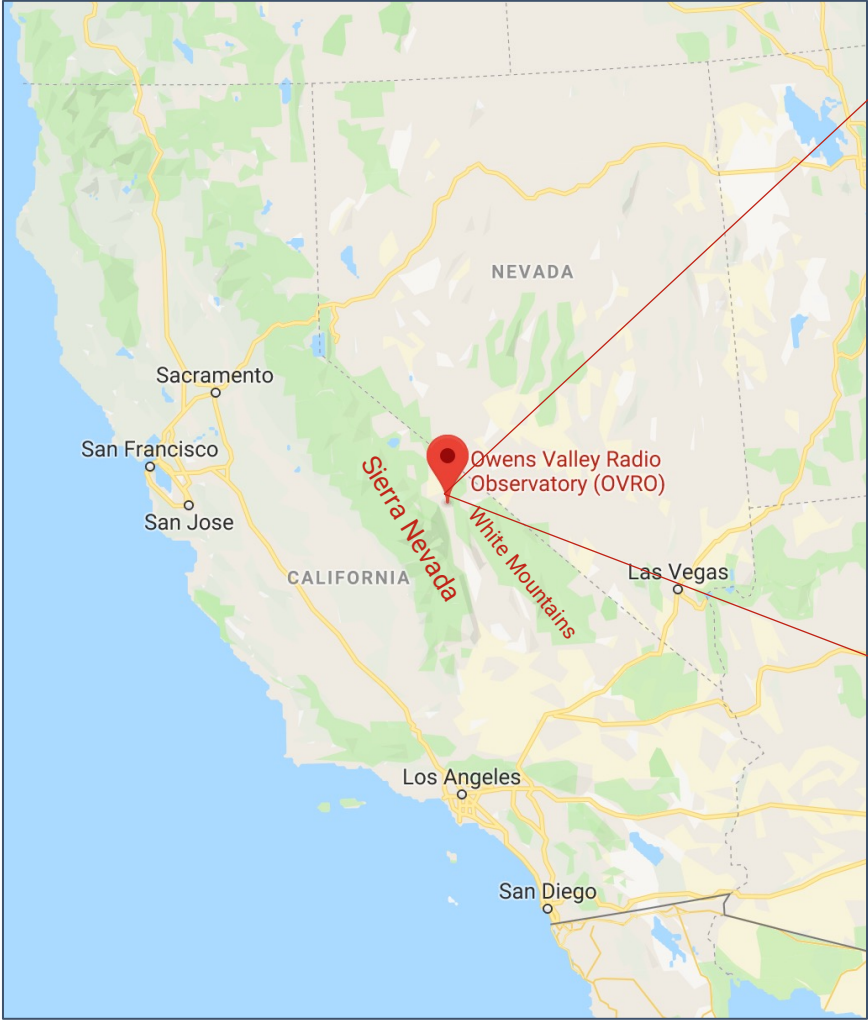 NEVADA
Sacramento
San Francisco
Owens Valley Radio
Observatory (OVRO)
San Jose
Sierra Nevada
White Mountains
CALIFORNIA
Las Vegas
Los Angeles
San Diego